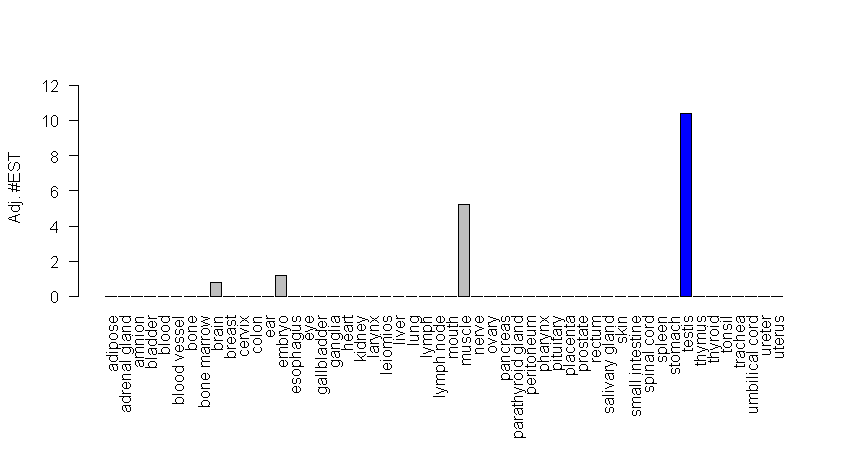 Adj. #EST
12
10
8
6
4
2
0
adipose
adrenal gland
amnion
bladder
blood
blood vessel
bone
bone marrow
brain
breast
cervix
colon
ear
embryo
esophagus
eye
gallbladder
ganglia
heart
kidney
larynx
leiomios
liver
lung
lymph
lymph node
mouth
muscle
nerve
ovary
pancreas
parathyroid gland
peritoneum
pharynx
pituitary
placenta
prostate
rectum
salivary gland
skin
small intestine
spinal cord
spleen
stomach
testis
thymus
thyroid
tonsil
trachea
umbilical cord
ureter
uterus